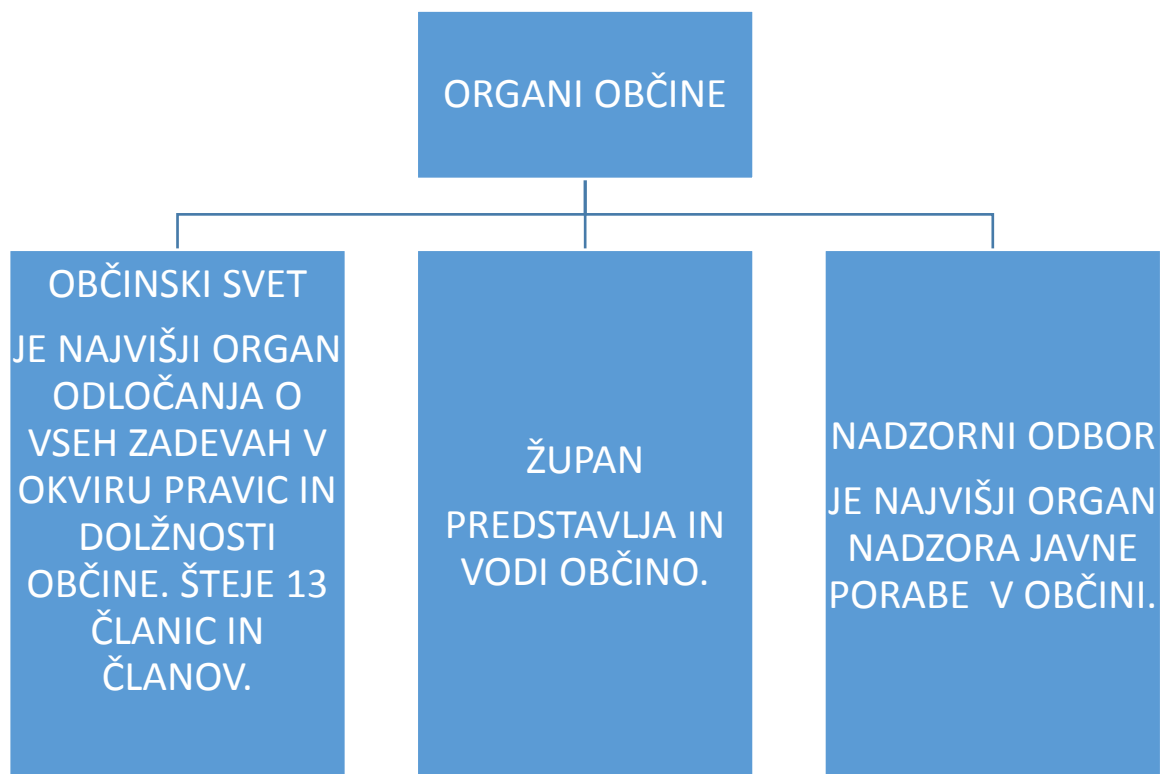 ORGANI OBČINE
OBČINSKI SVET
JE NAJVIŠJI ORGAN
ODLOČANJA O
VSEH ZADEVAH V
OKVIRU PRAVIC IN
DOLŽNOSTI
OBČINE. ŠTEJE 13
ČLANIC IN
ČLANOV.
ŽUPAN
PREDSTAVLJA IN
VODI OBČINO.
NADZORNI ODBOR
JE NAJVIŠJI ORGAN
NADZORA JAVNE
PORABE  V OBČINI.